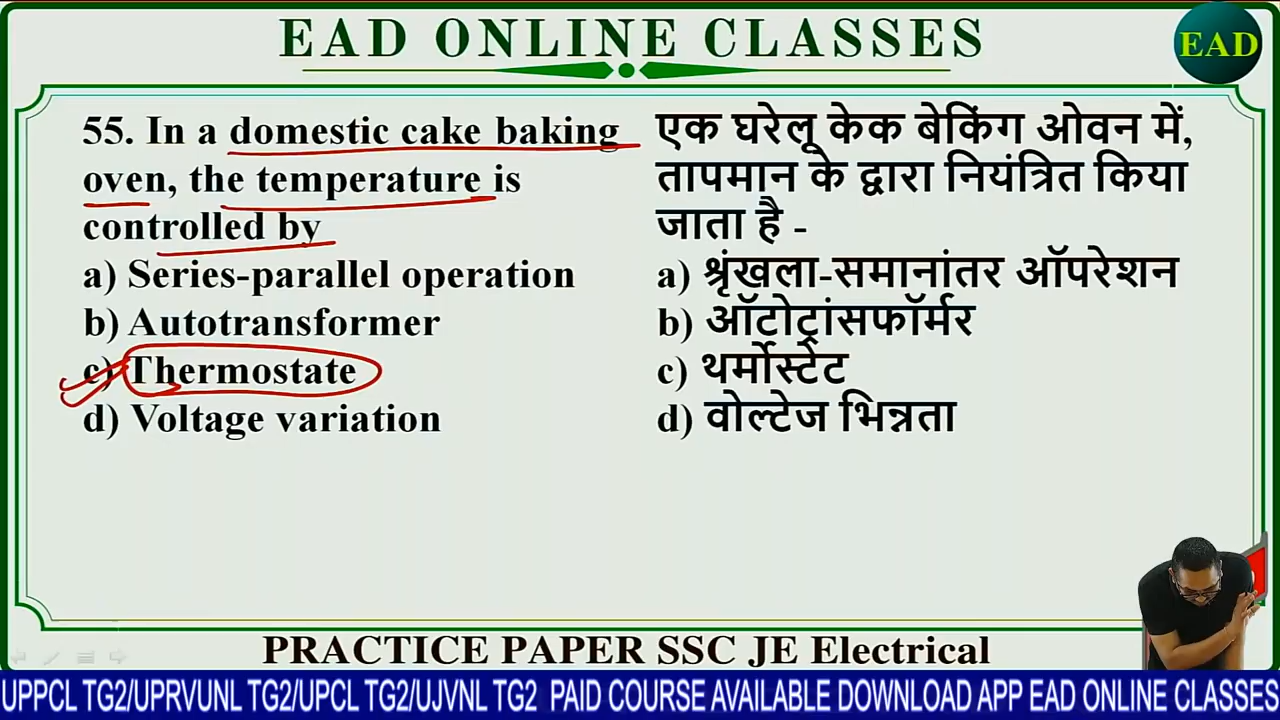 EAD ONLINE CLASSES
EAD
55. In a domestic cake baking
oven, the temperature is
controlled by
a) Series-parallel operation
b) Autotransformer
c) Thermostate
d) Voltage variation
एक घरेलू केक बेकिंग ओवन में,
तापमान के द्वारा नियंत्रित किया
जाता है -
a) श्रृंखला-समानांतर ऑपरेशन
b) ऑटोट्रांसफॉर्मर
c) थर्मोस्टेट
d) वोल्टेज भिन्नता
PRACTICE PAPER SSC JE Electrical
UPPCL TG2/UPRVUNL TG2/UPCL TG2/UJVNL TG2 PAID COURSE AVAILABLE DOWNLOAD APP EAD ONLINE CLASSES